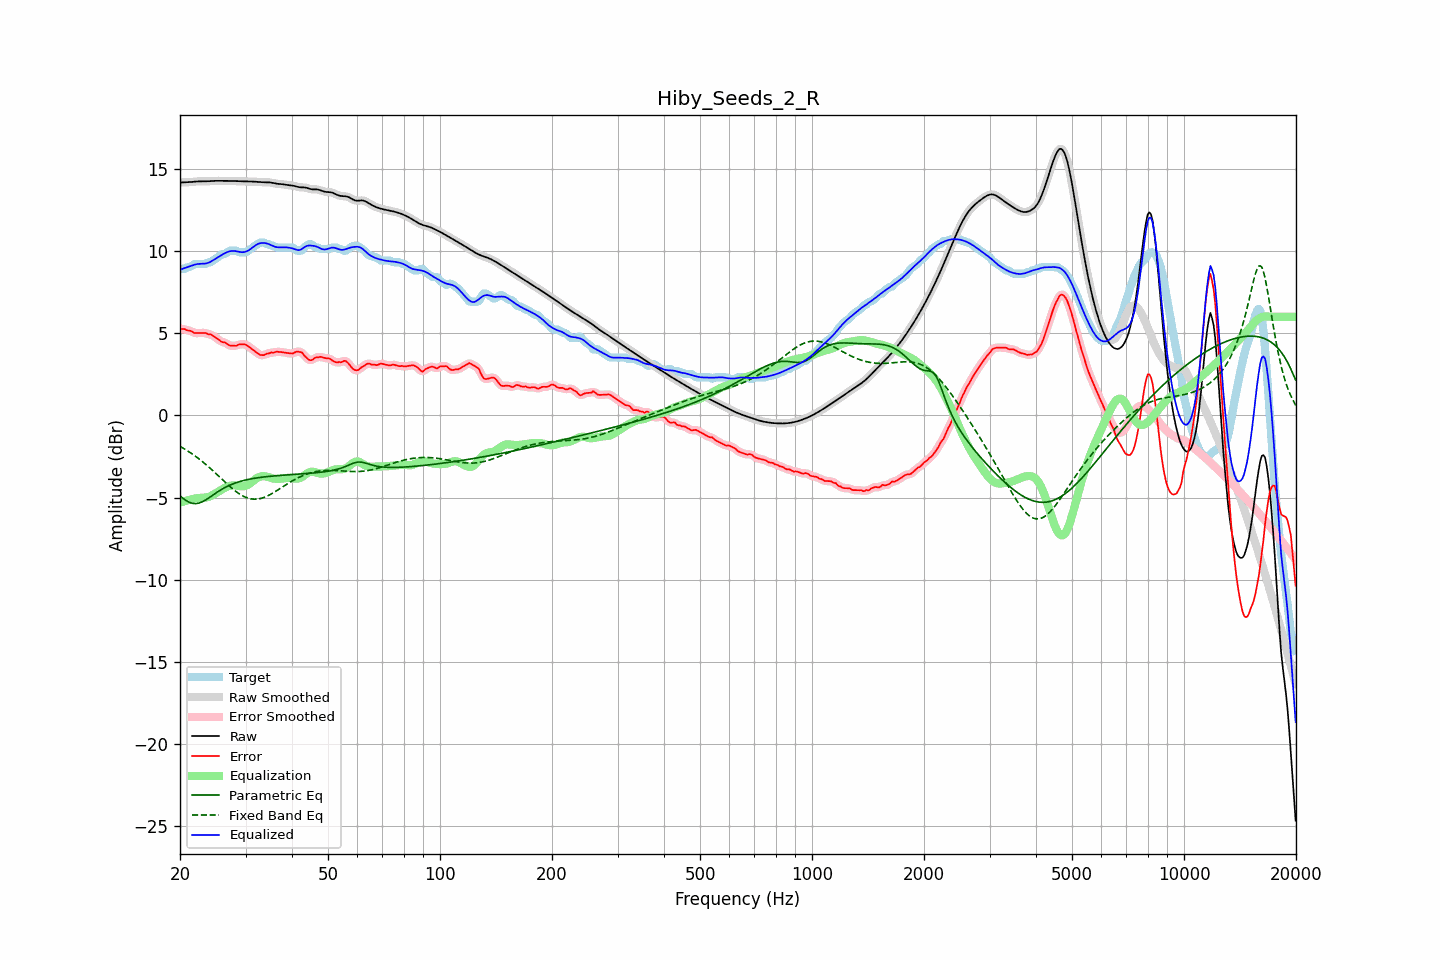 Hiby_Seeds_2_R
Amplitude (dBr)
15
10
5
0
−5
−10
−15
−20
−25
Target
Raw Smoothed
Error Smoothed
Raw
Error
Equalization
Parametric Eq
Fixed Band Eq
Equalized
20
50
100
200
500
1000
2000
5000
10000
20000
Frequency (Hz)